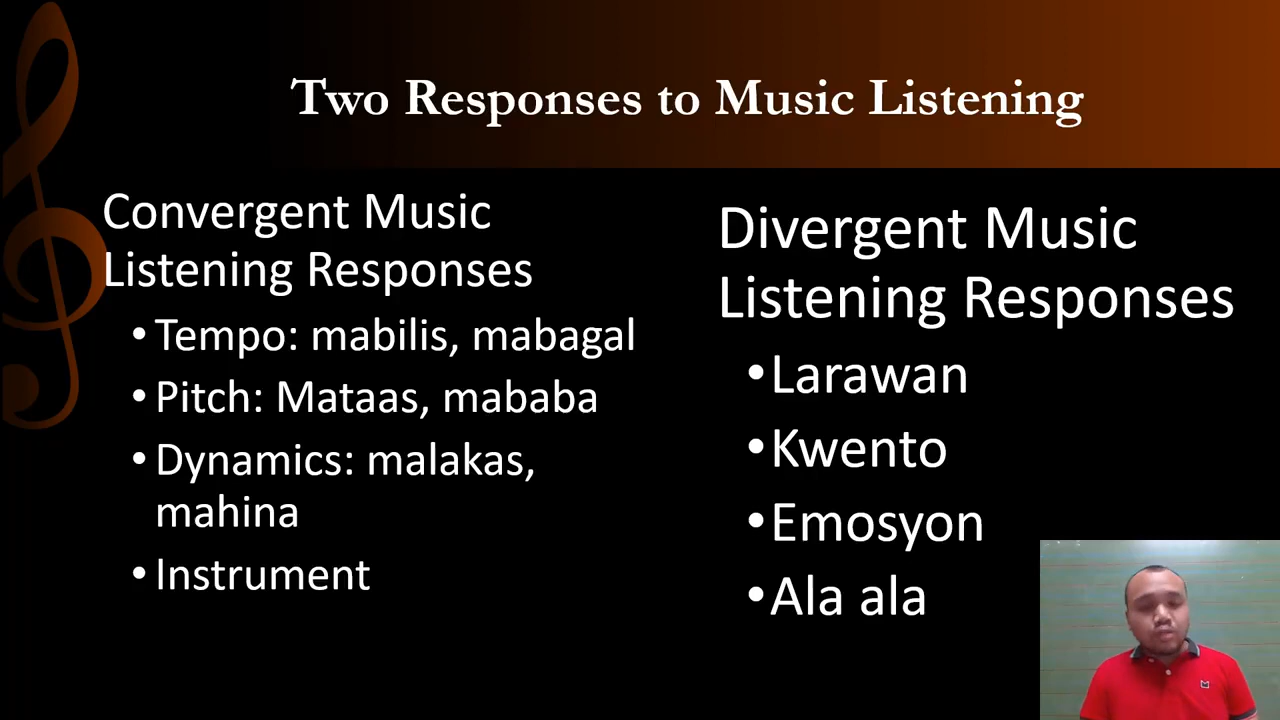 Two Responses to Music Listening
Convergent Music
Listening Responses
•Tempo: mabilis, mabagal
•Pitch: Mataas, mababa
•Dynamics: malakas,
mahina
•Instrument
Divergent Music
Listening Responses
•Larawan
•Kwento
•Emosyon
•Ala ala